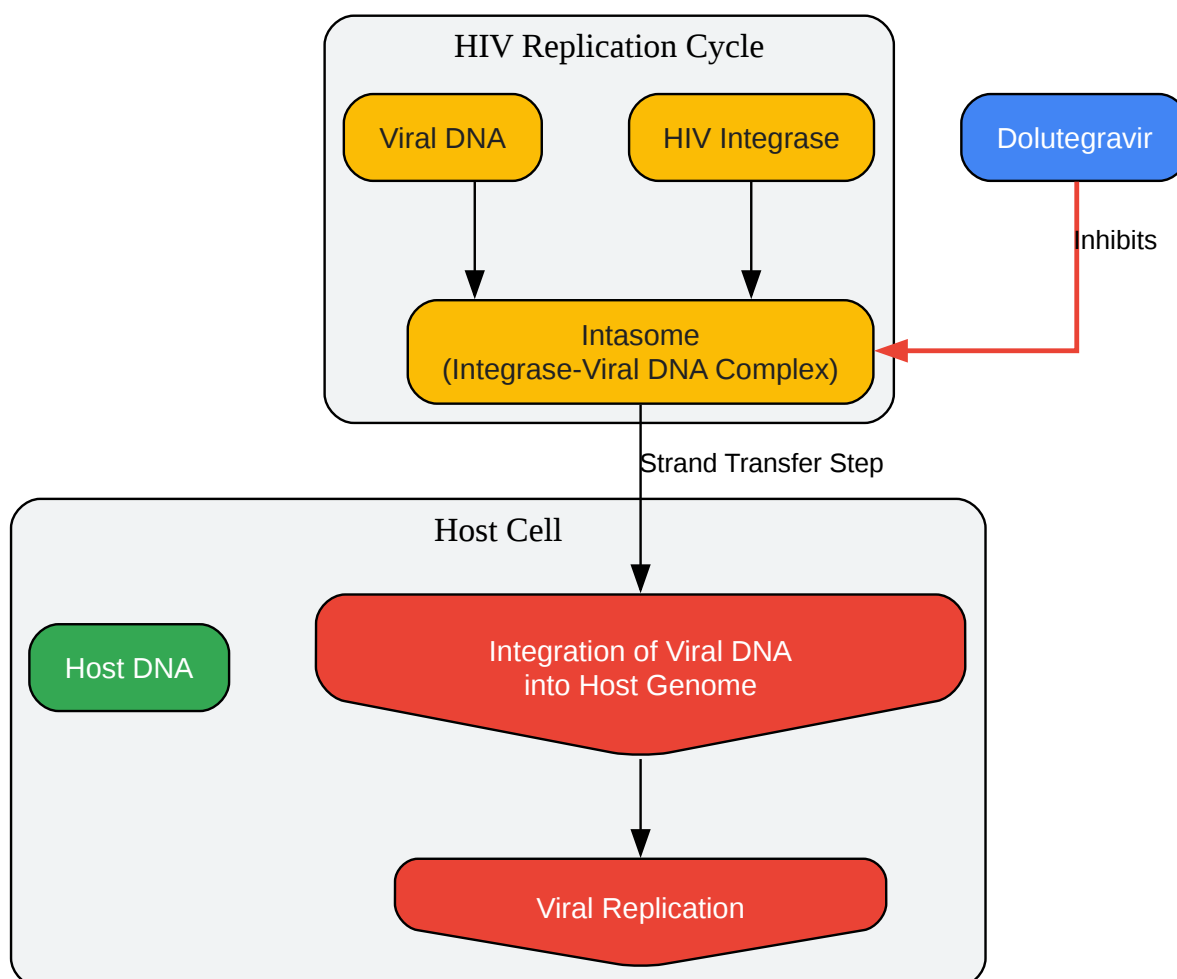 HIV Replication Cycle
Viral DNA
HIV Integrase
Dolutegravir
Inhibits
Intasome
(Integrase-Viral DNA Complex)
Strand Transfer Step
Host Cell
Host DNA
Integration of Viral DNA
into Host Genome
Viral Replication